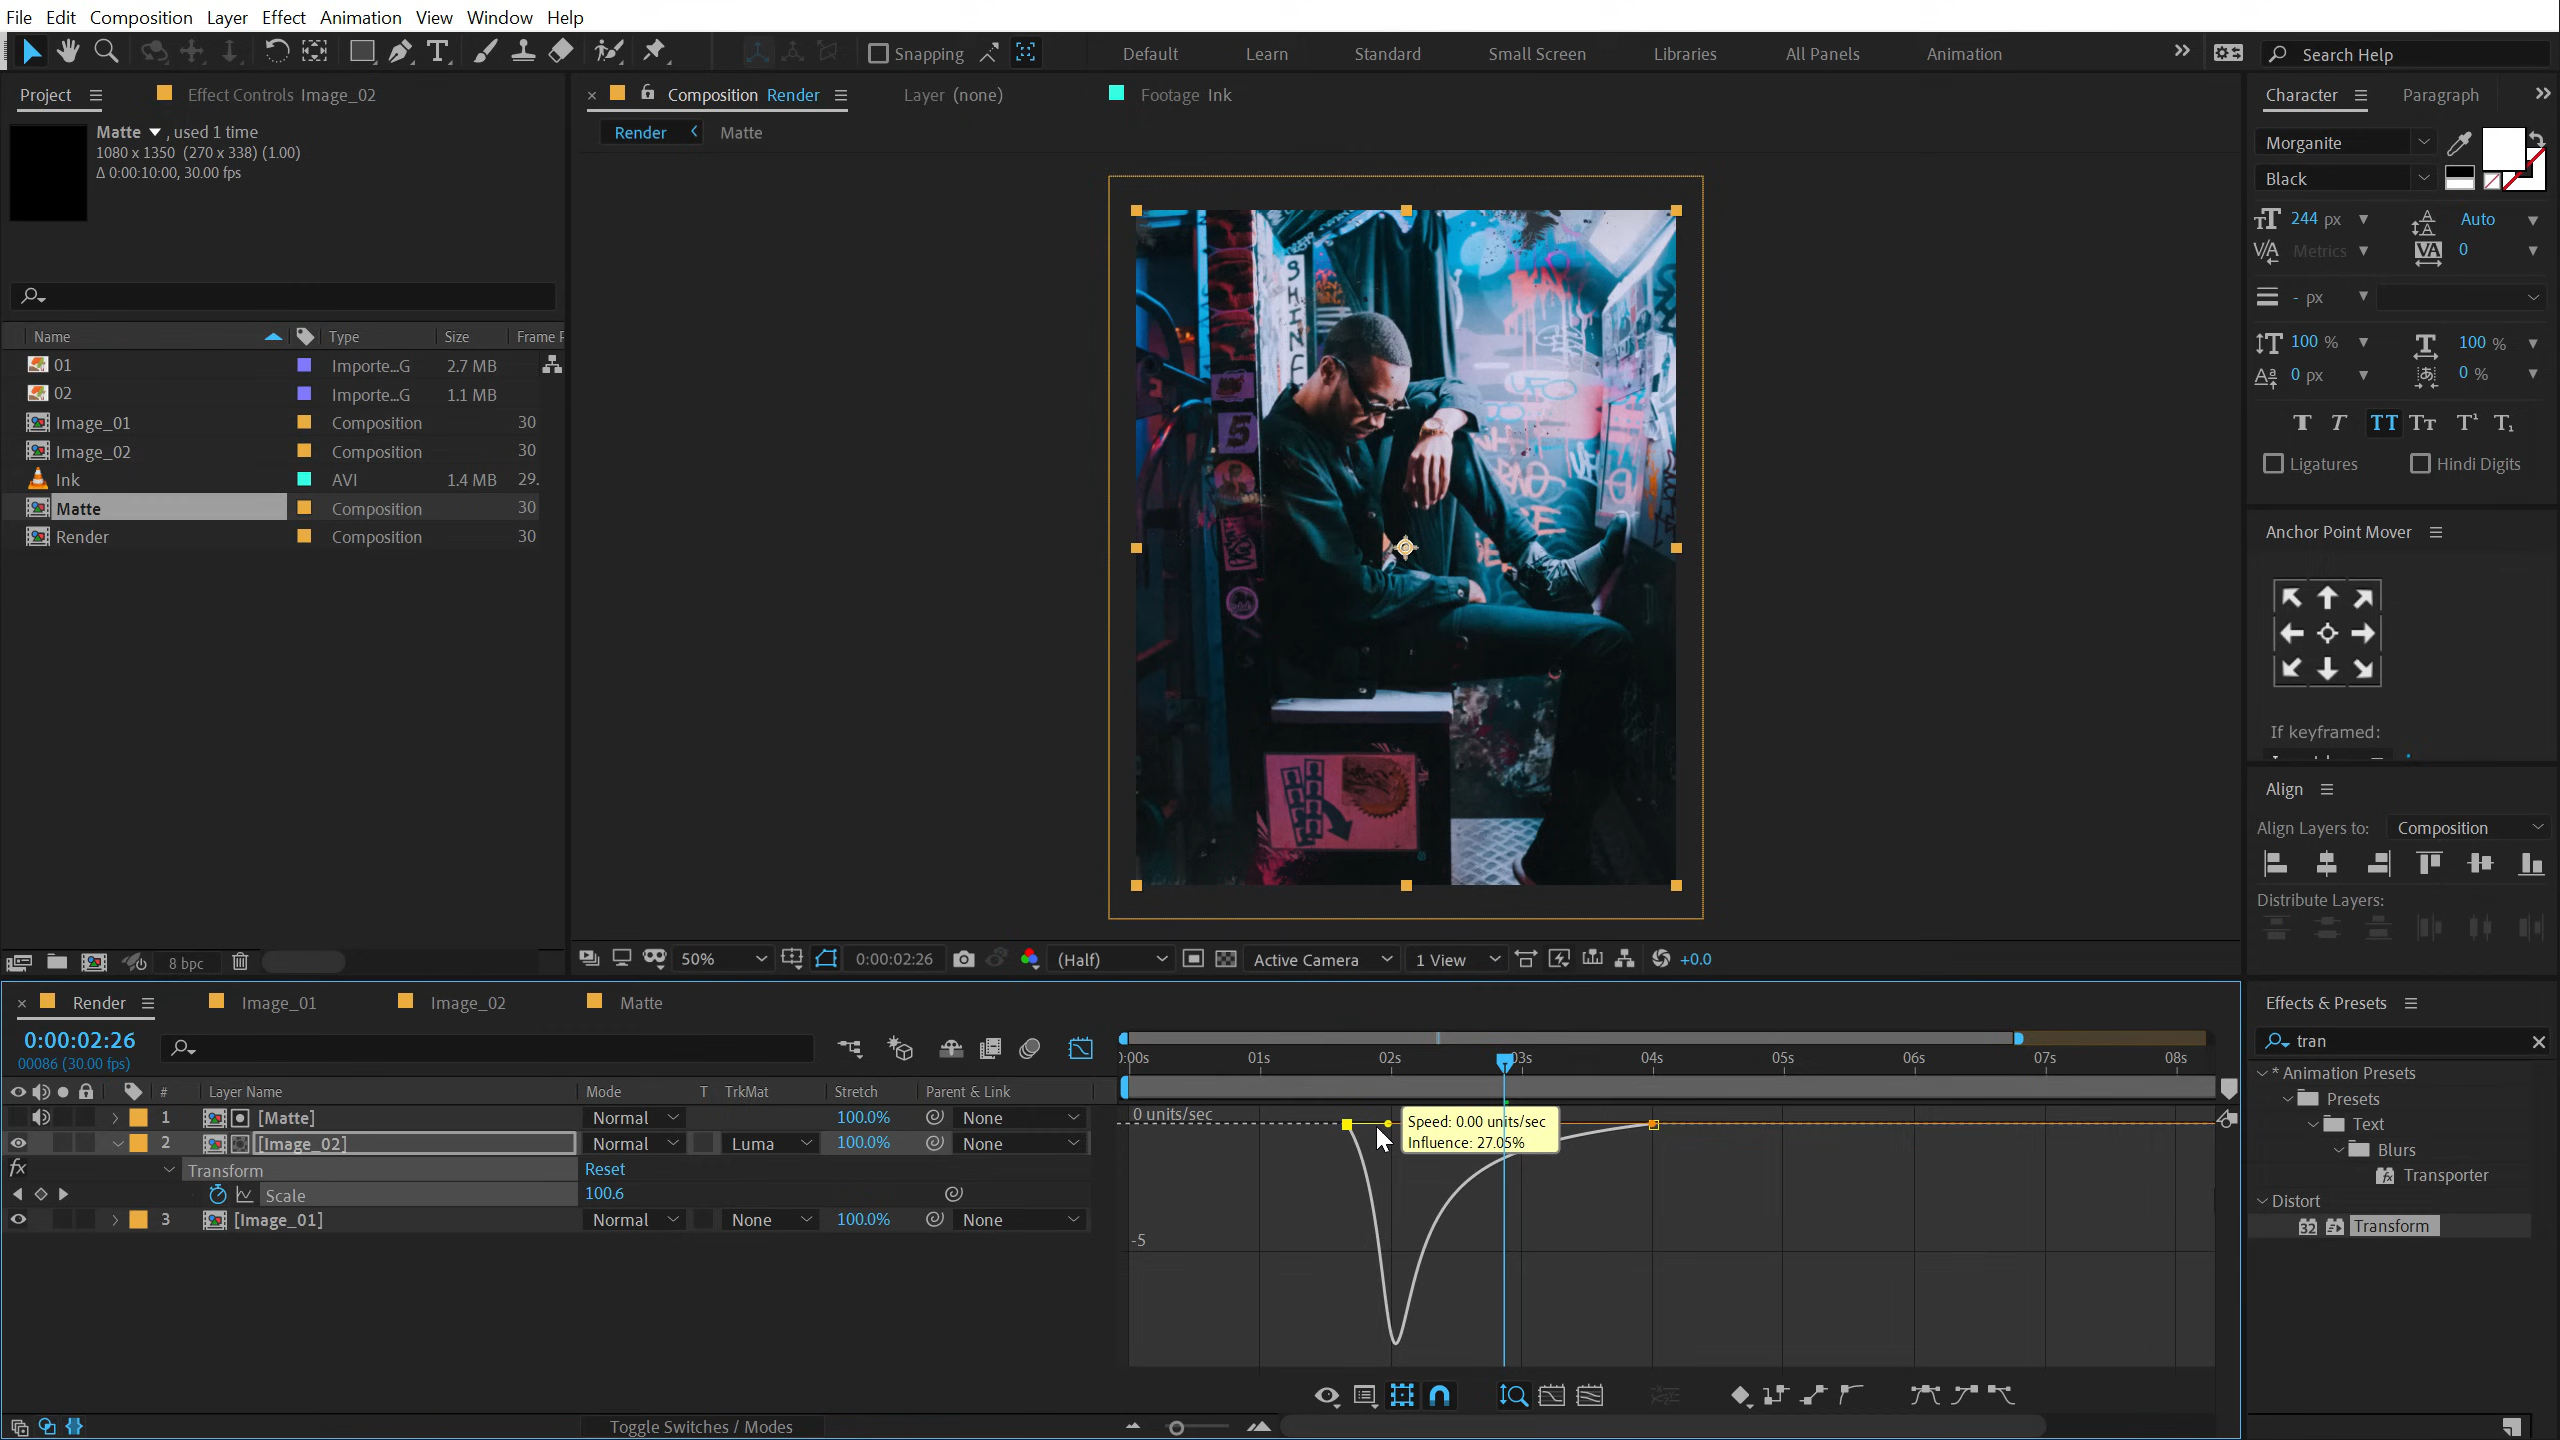 File Edit Composition Layer Effect Animation View Window Help
Snapping
Default Learn Standard Small Screen Libraries All Panels Animation
Search Help
Project
Effect Controls Image_02
Composition Render
Layer (none)
Footage Ink
Render Matte
Matte , used 1 time
1080 x 1350 (270 x 338) (1.00)
Δ 0:00:10:00, 30.00 fps
Name Type Size Frame F
01 Importe...G 2.7 MB
02 Importe...G 1.1 MB
Image_01 Composition 30
Image_02 Composition 30
Ink AVI 1.4 MB 29.
Matte Composition 30
Render Composition 30
8 bpc
SHINE
5
UFO
50% 0:00:02:26 (Half) Active Camera 1 View +0.0
Character Paragraph
Morganite
Black
244 px Auto
Metrics 0
- px
100 % 100 %
0 px 0 %
Ligatures Hindi Digits
Anchor Point Mover
If keyframed:
Align
Align Layers to: Composition
Distribute Layers:
Effects & Presets
tran
* Animation Presets
Presets
Text
Blurs
Transporter
Distort
32 Transform
Render Image_01 Image_02 Matte
0:00:02:26
00086 (30.00 fps)
# Layer Name Mode T TrkMat Stretch Parent & Link
1 [Matte] Normal 100.0% None
2 [Image_02] Normal Luma 100.0% None
fx Transform Reset
Scale 100.6
3 [Image_01] Normal None 100.0% None
Toggle Switches / Modes
):00s 01s 02s 03s 04s 05s 06s 07s 08s
0 units/sec
Speed: 0.00 units/sec
Influence: 27.05%
-5